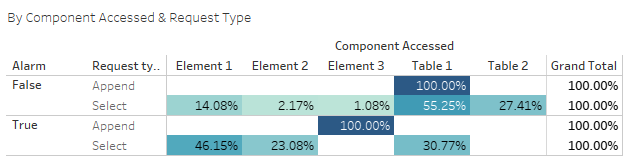 By Component Accessed & Request Type
Component Accessed
Alarm Request ty.. Element 1 Element 2 Element 3 Table 1 Table 2 Grand Total
False Append 100.00% 100.00%
Select 14.08% 2.17% 1.08% 55.25% 27.41% 100.00%
True Append 100.00% 100.00%
Select 46.15% 23.08% 30.77% 100.00%